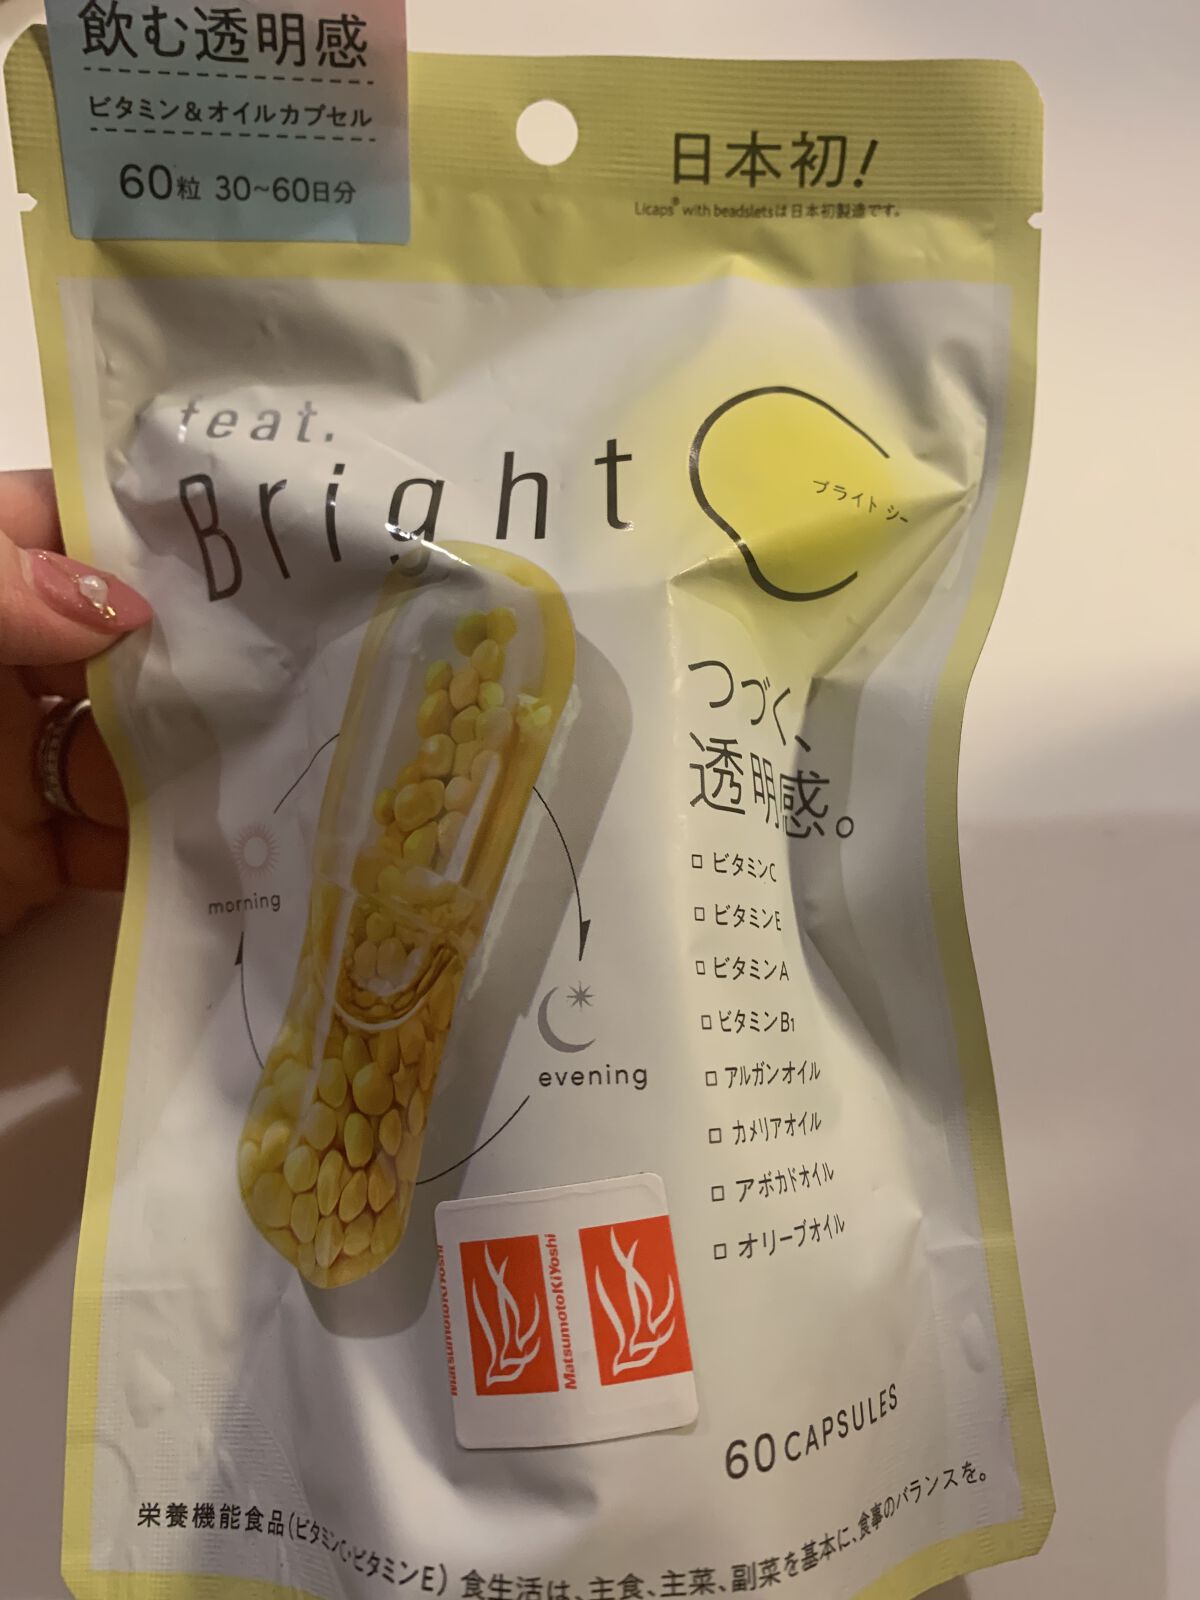 飲む透明感
ビタミン&オイルカプセル
60粒 30~60日分
日本初!
Licaps® with beadsletsは日本初製造です。
feat.
Bright C
ブライト シー
つづく、
透明感。
ビタミンC
ビタミンE
ビタミンA
ビタミンB1
アルガンオイル
カメリアオイル
アボカドオイル
オリーブオイル
morning
evening
MatsumotoKiYoshi
MatsumotoKiYoshi
60 CAPSULES
栄養機能食品(ビタミンC・ビタミンE) 食生活は、主食、主菜、副菜を基本に、食事のバランスを。